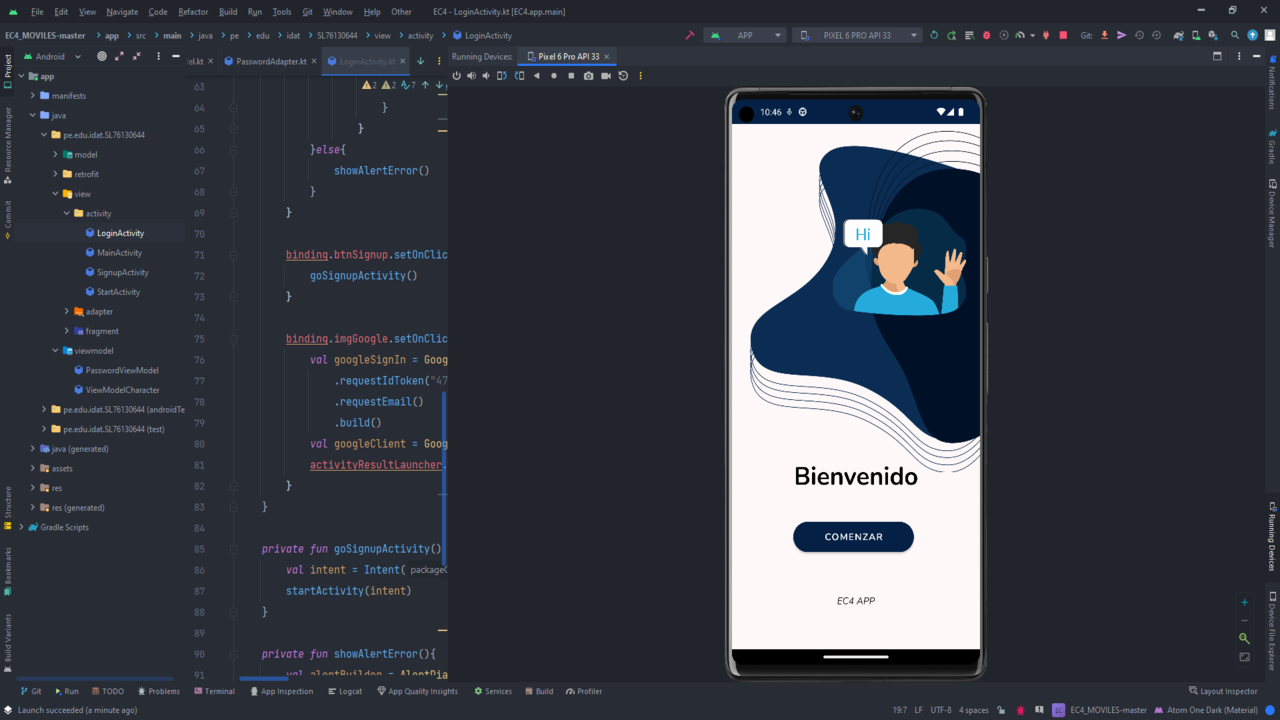 File Edit View Navigate Code Refactor Build Run Tools Git Window Help Other EC4 - LoginActivity.kt [EC4.app.main]
EC4_MOVILES-master app src main java pe edu idat SL76130644 view activity LoginActivity
APP PIXEL 6 PRO API 33 Git:
Android
el.kt PasswordAdapter.kt LoginActivity.kt
Running Devices: Pixel 6 Pro API 33
Project
Resource Manager
Commit
Structure
Bookmarks
Build Variants
app
manifests
java
pe.edu.idat.SL76130644
model
retrofit
view
activity
LoginActivity
MainActivity
SignupActivity
StartActivity
adapter
fragment
viewmodel
PasswordViewModel
ViewModelCharacter
pe.edu.idat.SL76130644 (androidTe
pe.edu.idat.SL76130644 (test)
java (generated)
assets
res
res (generated)
Gradle Scripts
2 2 7
63
64 }
65 }
66 }else{
67 showAlertError()
68 }
69 }
70
71 binding.btnSignup.setOnClic
72 goSignupActivity()
73 }
74
75 binding.imgGoogle.setOnClic
76 val googleSignIn = Goog
77 .requestIdToken("47
78 .requestEmail()
79 .build()
80 val googleClient = Goog
81 activityResultLauncher.
82 }
83 }
84
85 private fun goSignupActivity()
86 val intent = Intent( packageC
87 startActivity(intent)
88 }
89
90 private fun showAlertError(){
91 val alertBuilder = AlertDia
10:46
Hi
Bienvenido
COMENZAR
EC4 APP
Notifications
Gradle
Device Manager
Running Devices
Device File Explorer
Git Run TODO Problems Terminal App Inspection Logcat App Quality Insights Services Build Profiler Layout Inspector
Launch succeeded (a minute ago) 19:7 LF UTF-8 4 spaces EC EC4_MOVILES-master Atom One Dark (Material)